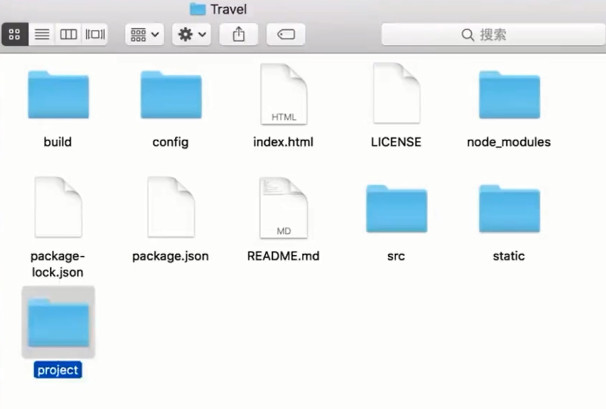 Travel
搜索
HTML
build
config
index.html
LICENSE
node_modules
MD
package-
lock.json
package.json
README.md
src
static
project